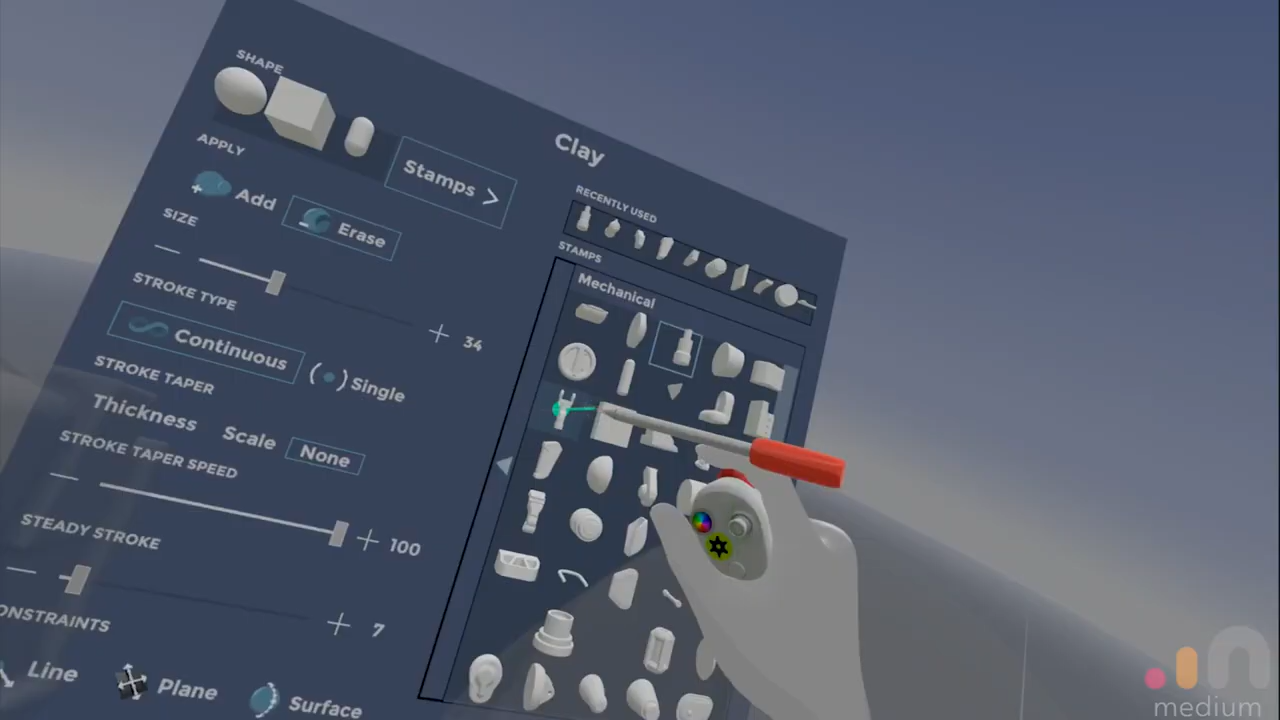 SHAPE
Stamps >
APPLY
Add
Erase
SIZE
34
STROKE TYPE
Continuous
Single
STROKE TAPER
Thickness
Scale
None
STROKE TAPER SPEED
100
STEADY STROKE
7
ONSTRAINTS
Line
Plane
Surface
Clay
RECENTLY USED
STAMPS
Mechanical
medium